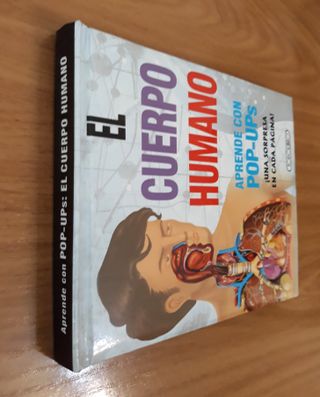 EL
CUERPO
HUMANO
APRENDE CON
POP-UPs
¡UNA SORPRESA
EN CADA PÁGINA!
Aprende con POP-UPs: EL CUERPO HUMANO